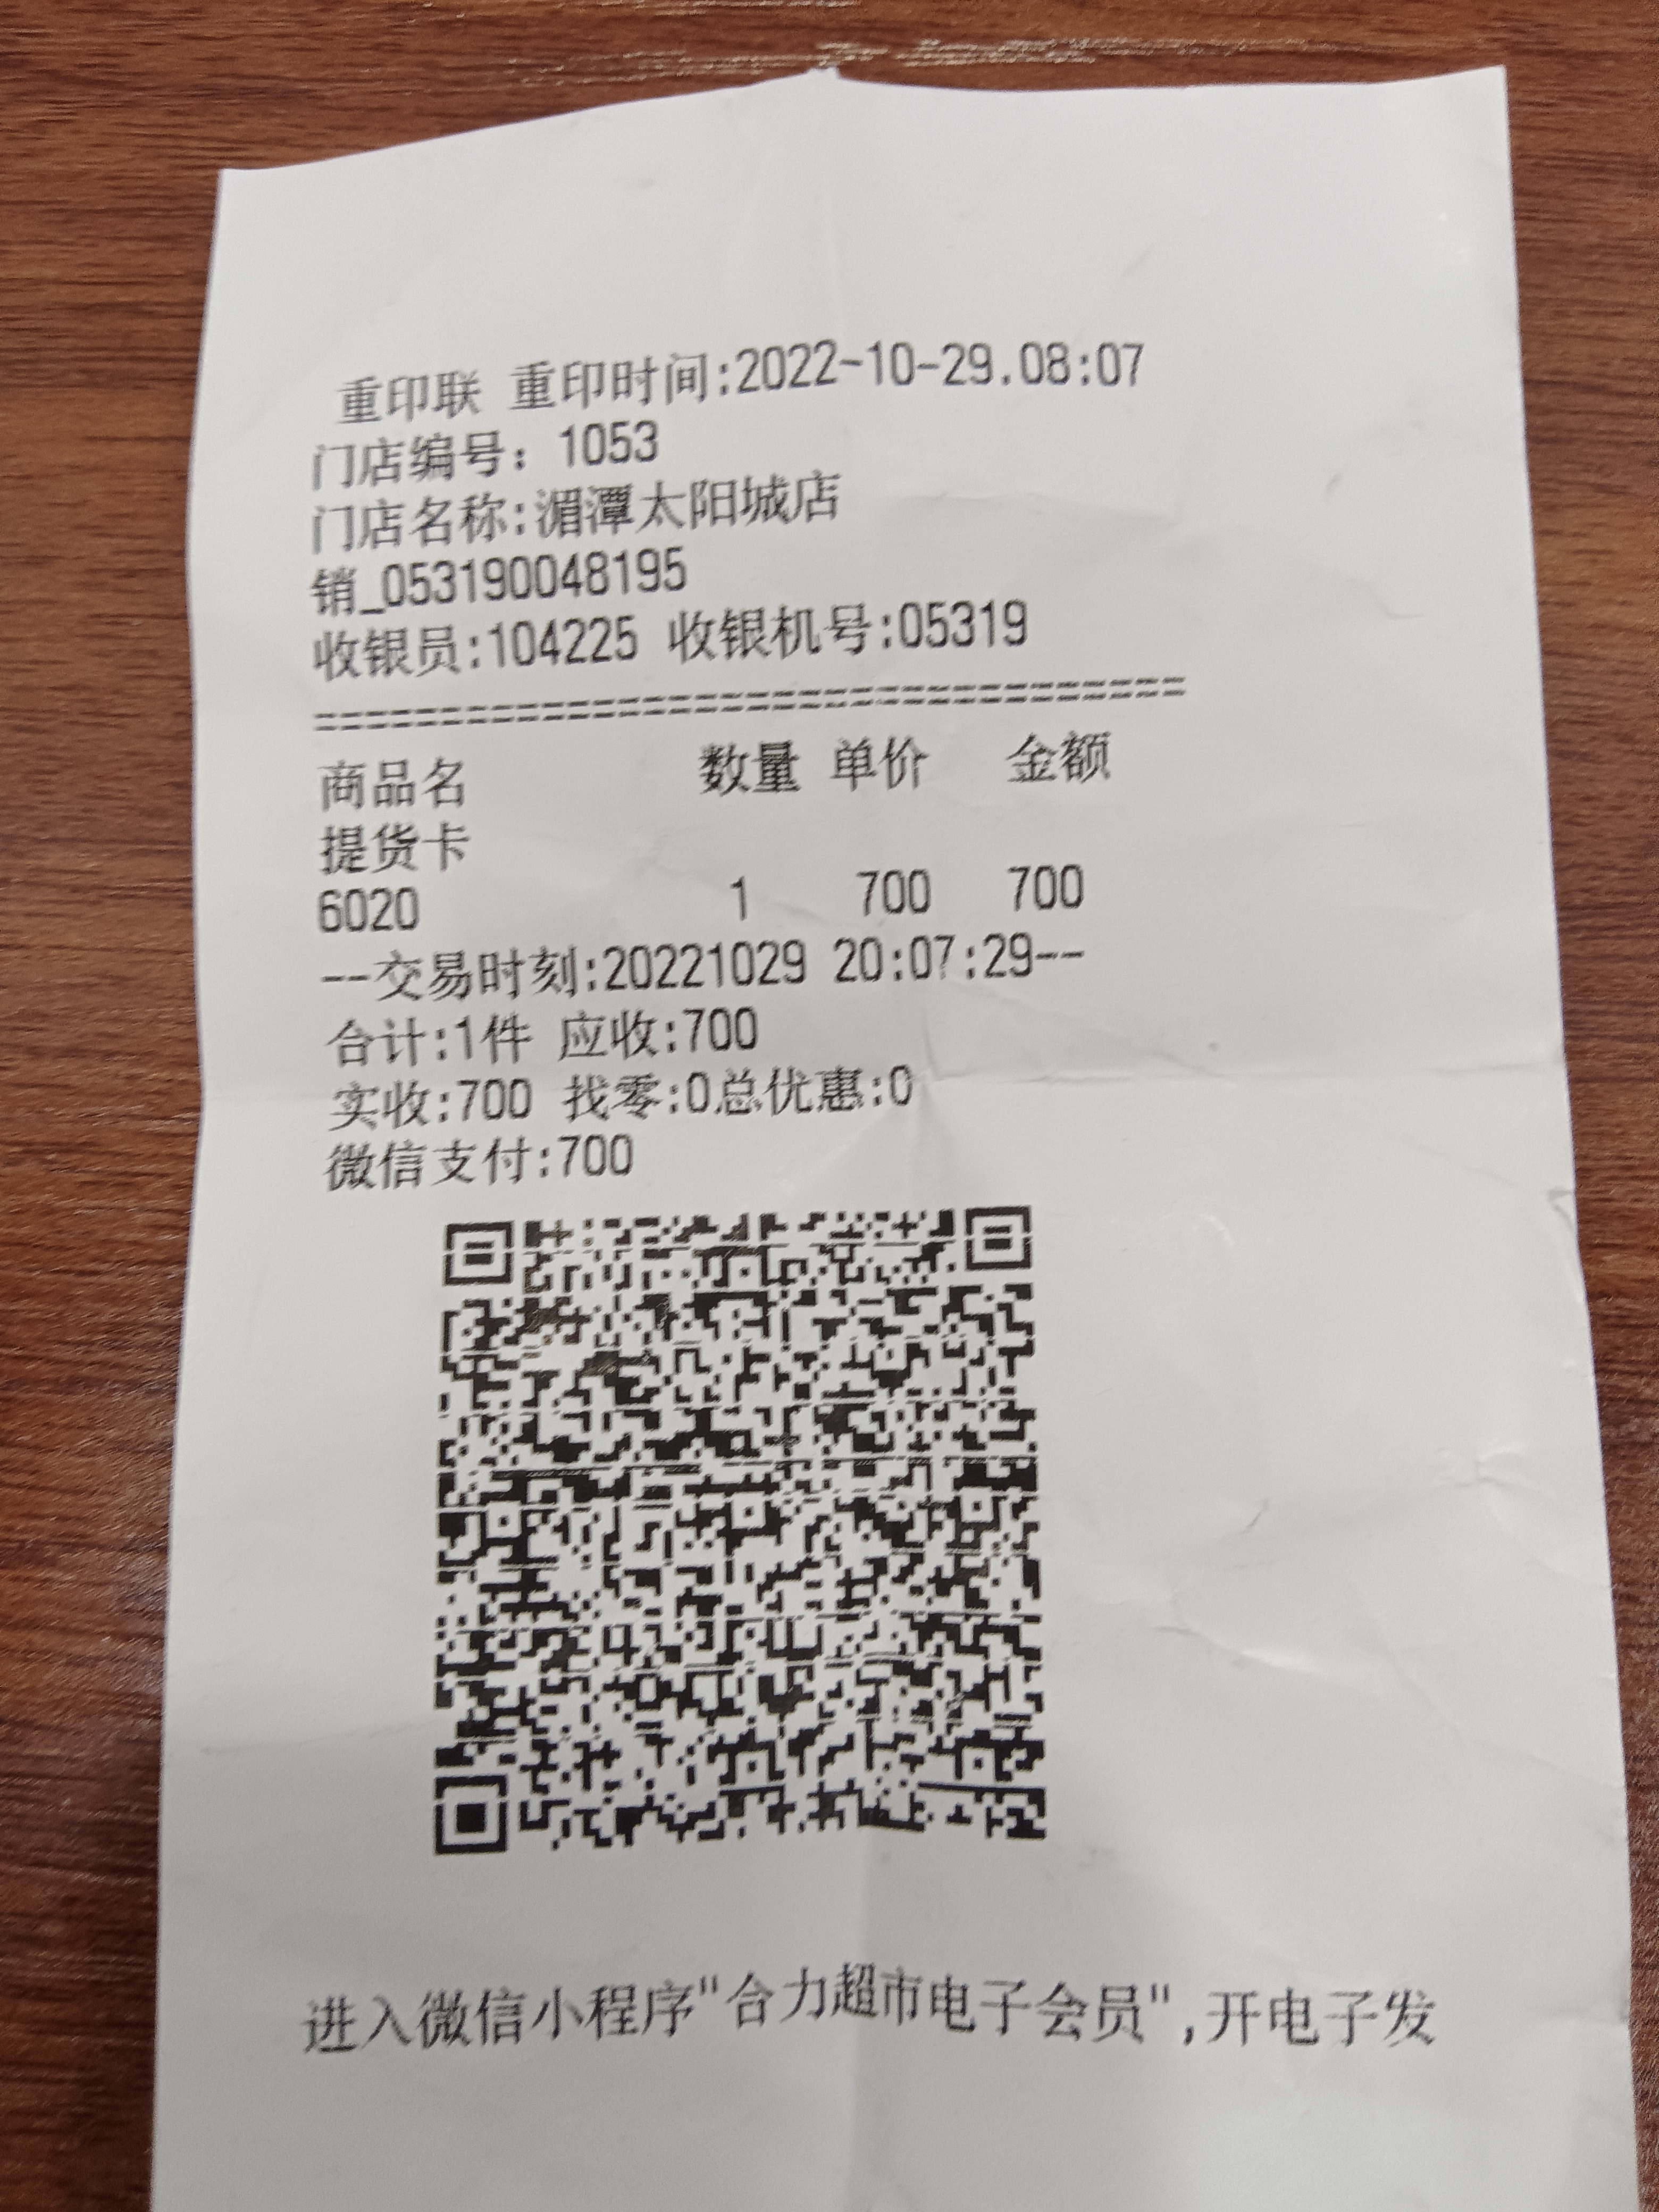 重印联 重印时间:2022-10-29.08:07
门店编号: 1053
门店名称:湄潭太阳城店
销_053190048195
收银员:104225 收银机号:05319
==================================
商品名 数量 单价 金额
提货卡
6020 1 700 700
--交易时刻:20221029 20:07:29--
合计:1件 应收:700
实收:700 找零:0总优惠:0
微信支付:700
进入微信小程序"合力超市电子会员",开电子发